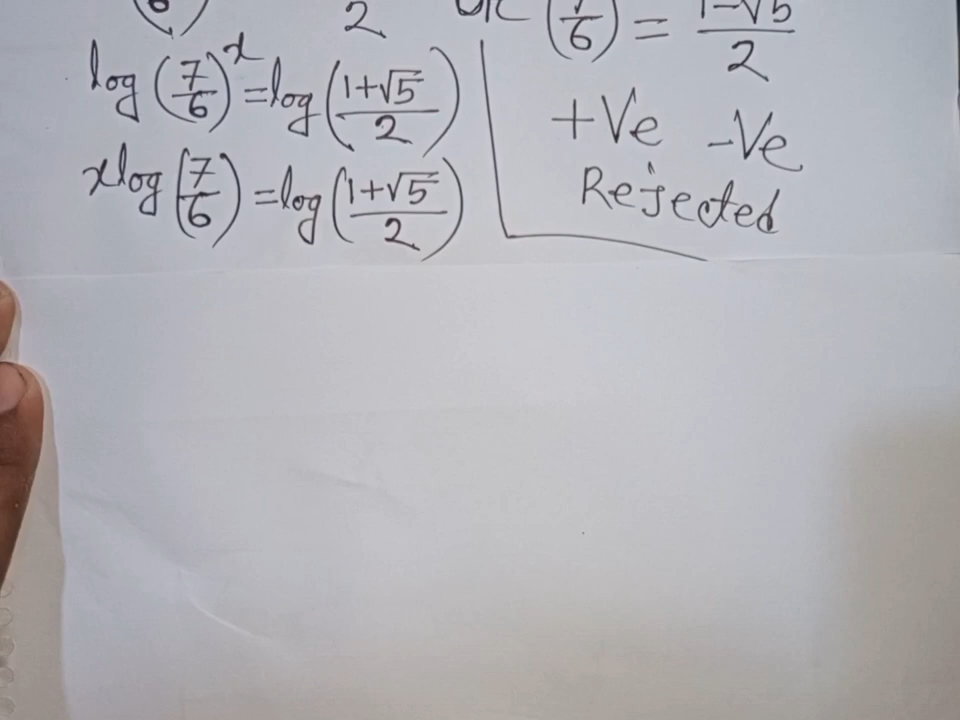 2
(7/6) = (1-√5)/2
log(7/6)^x = log((1+√5)/2)
+Ve -Ve
xlog(7/6) = log((1+√5)/2)
Rejected